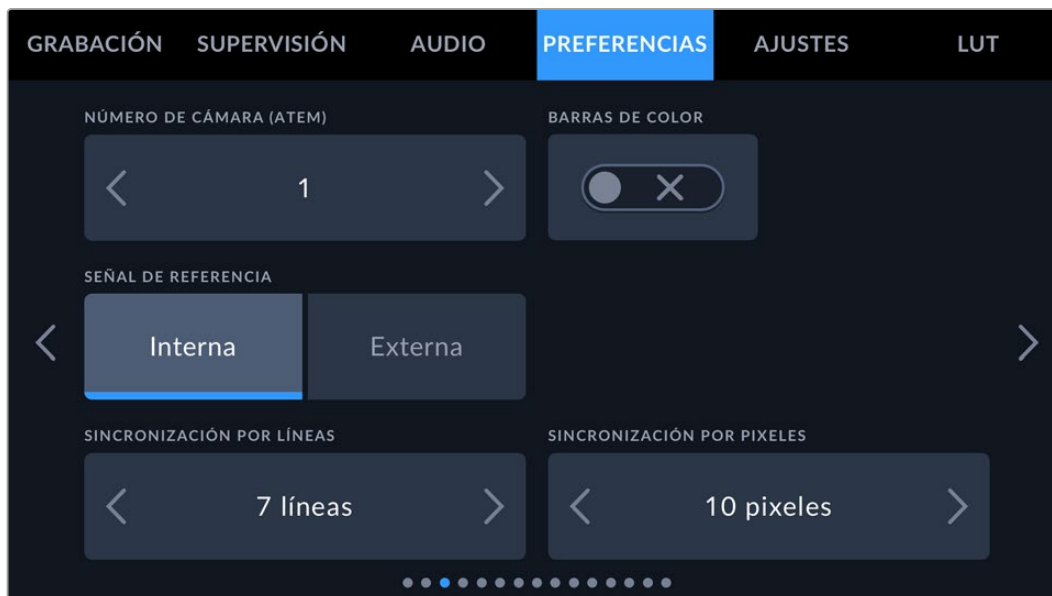 GRABACIÓN SUPERVISIÓN AUDIO PREFERENCIAS AJUSTES LUT
NÚMERO DE CÁMARA (ATEM) BARRAS DE COLOR
1
SEÑAL DE REFERENCIA
Interna Externa
SINCRONIZACIÓN POR LÍNEAS SINCRONIZACIÓN POR PIXELES
7 líneas 10 pixeles